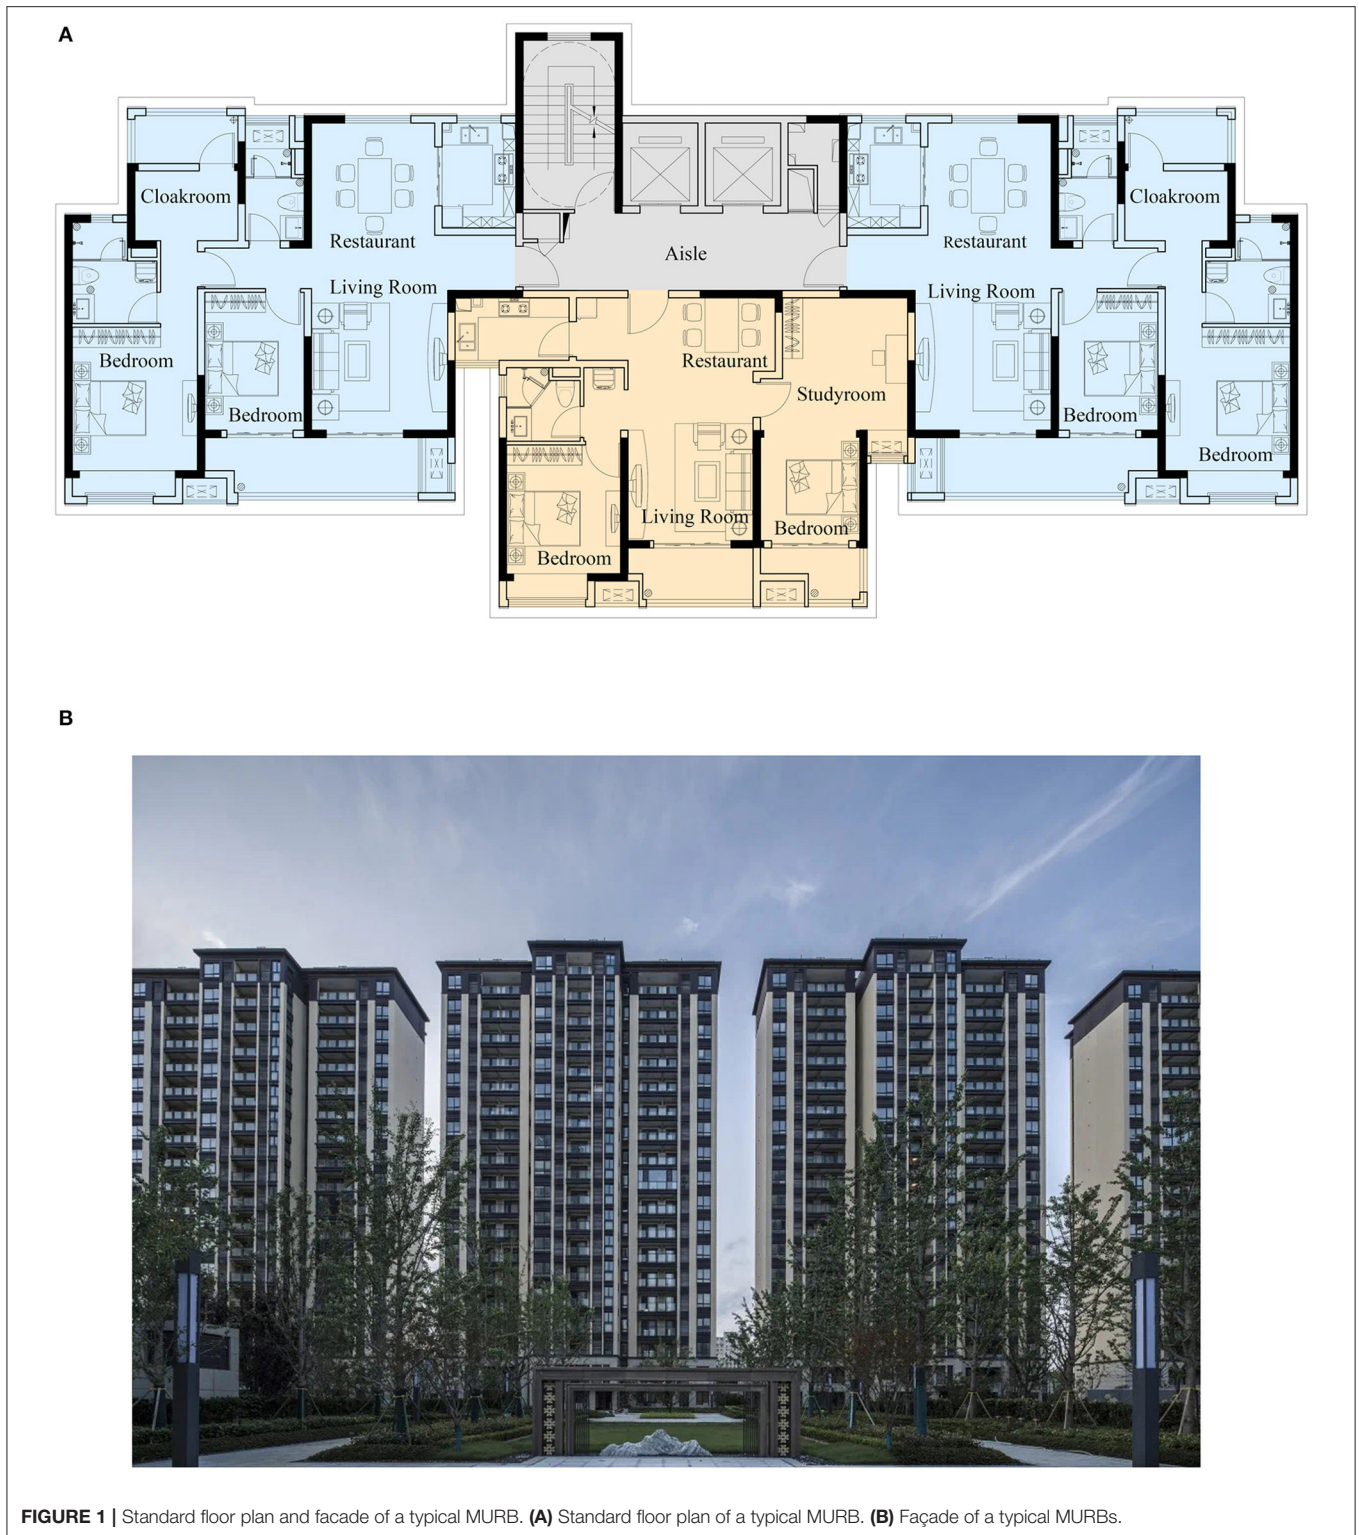 A
Cloakroom
Cloakroom
Restaurant
Restaurant
Aisle
Living Room
Living Room
Bedroom
Restaurant
Studyroom
Bedroom
Bedroom
Bedroom
Living Room
Bedroom
Bedroom
B
FIGURE 1 | Standard floor plan and facade of a typical MURB. (A) Standard floor plan of a typical MURB. (B) Façade of a typical MURBs.